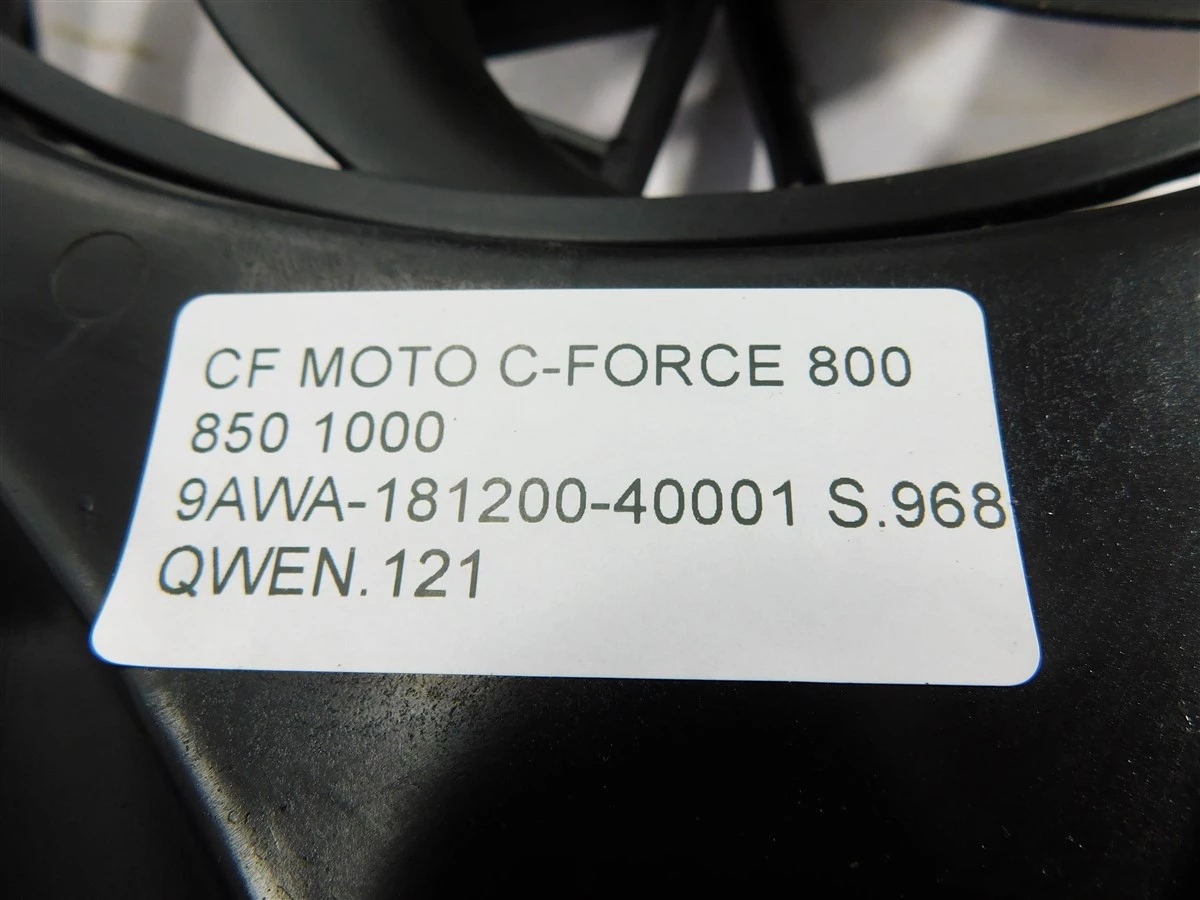 CF MOTO C-FORCE 800
850 1000
9AWA-181200-40001 S.968
QWEN.121